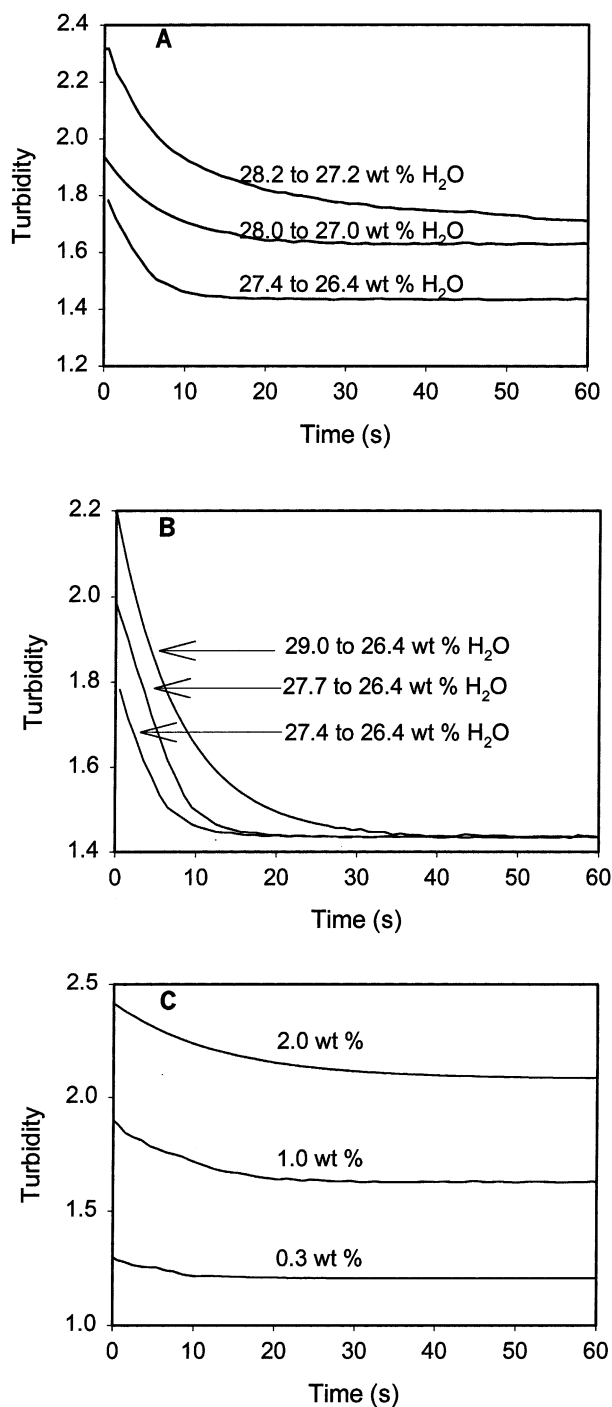 A
2.4
2.2
2.0
1.8
1.6
1.4
1.2
Turbidity
28.2 to 27.2 wt % H₂O
28.0 to 27.0 wt % H₂O
27.4 to 26.4 wt % H₂O
0 10 20 30 40 50 60
Time (s)
B
2.2
2.0
1.8
1.6
1.4
Turbidity
29.0 to 26.4 wt % H₂O
27.7 to 26.4 wt % H₂O
27.4 to 26.4 wt % H₂O
0 10 20 30 40 50 60
Time (s)
C
2.5
2.0
1.5
1.0
Turbidity
2.0 wt %
1.0 wt %
0.3 wt %
0 10 20 30 40 50 60
Time (s)